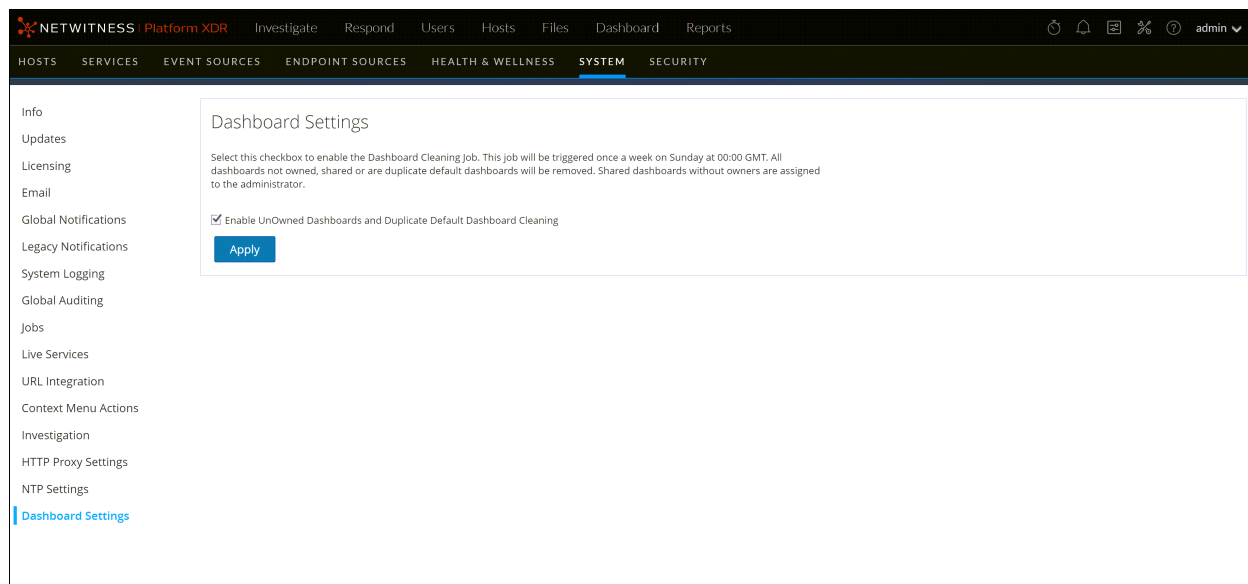 NETWITNESS Platform XDR Investigate Respond Users Hosts Files Dashboard Reports admin
HOSTS SERVICES EVENT SOURCES ENDPOINT SOURCES HEALTH & WELLNESS SYSTEM SECURITY
Info
Updates
Licensing
Email
Global Notifications
Legacy Notifications
System Logging
Global Auditing
Jobs
Live Services
URL Integration
Context Menu Actions
Investigation
HTTP Proxy Settings
NTP Settings
Dashboard Settings
Dashboard Settings
Select this checkbox to enable the Dashboard Cleaning Job. This job will be triggered once a week on Sunday at 00:00 GMT. All
dashboards not owned, shared or are duplicate default dashboards will be removed. Shared dashboards without owners are assigned
to the administrator.
Enable UnOwned Dashboards and Duplicate Default Dashboard Cleaning
Apply